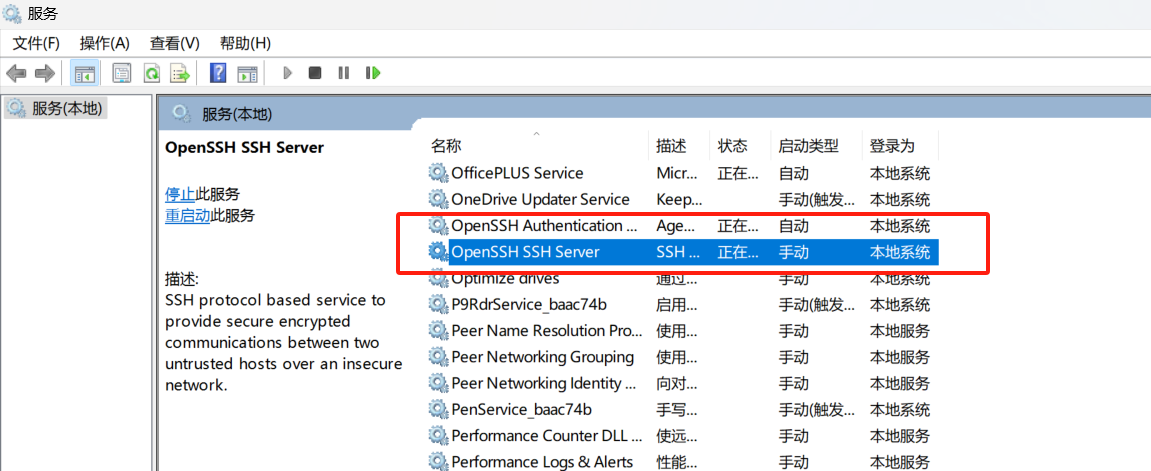 服务
文件(F) 操作(A) 查看(V) 帮助(H)
服务(本地)
服务(本地)
OpenSSH SSH Server
停止此服务
重启动此服务
描述:
SSH protocol based service to
provide secure encrypted
communications between two
untrusted hosts over an insecure
network.
名称 描述 状态 启动类型 登录为
OfficePLUS Service Micr... 正在... 自动 本地系统
OneDrive Updater Service Keep... 手动(触发... 本地系统
OpenSSH Authentication ... Age... 正在... 自动 本地系统
OpenSSH SSH Server SSH ... 正在... 手动 本地系统
Optimize drives 通过... 手动 本地系统
P9RdrService_baac74b 启用... 手动(触发... 本地系统
Peer Name Resolution Pro... 使用... 手动 本地服务
Peer Networking Grouping 使用... 手动 本地服务
Peer Networking Identity ... 向对... 手动 本地服务
PenService_baac74b 手写... 手动(触发... 本地系统
Performance Counter DLL ... 使远... 手动 本地服务
Performance Logs & Alerts 性能... 手动 本地服务